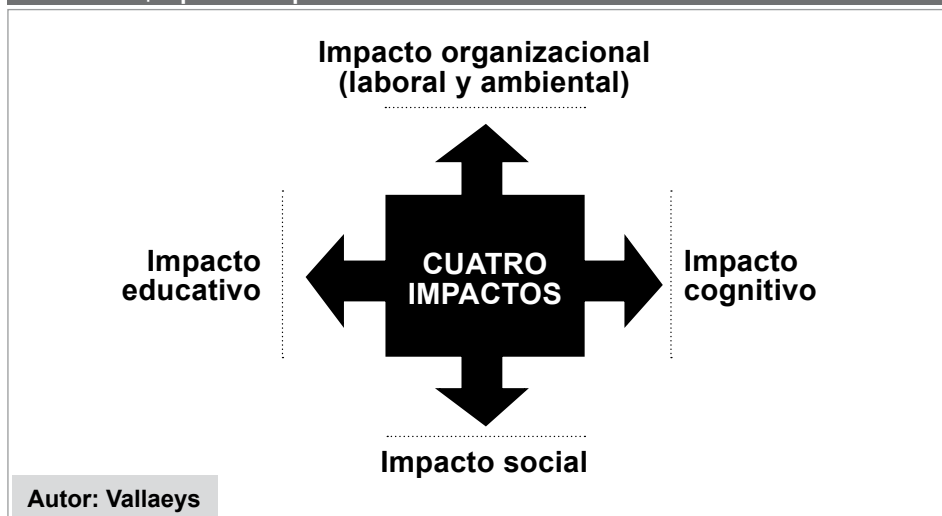 Impacto organizacional
(laboral y ambiental)
Impacto
educativo
CUATRO
IMPACTOS
Impacto
cognitivo
Impacto social
Autor: Vallaeys